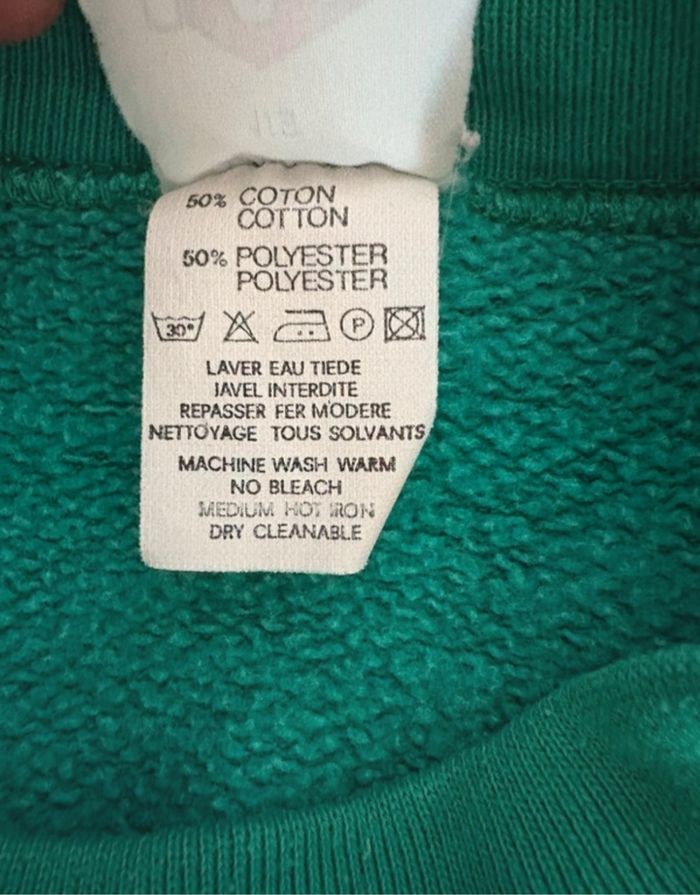 50% COTON
COTTON
50% POLYESTER
POLYESTER
30° P
LAVER EAU TIEDE
JAVEL INTERDITE
REPASSER FER MODERE
NETTOYAGE TOUS SOLVANTS
MACHINE WASH WARM
NO BLEACH
MEDIUM HOT IRON
DRY CLEANABLE